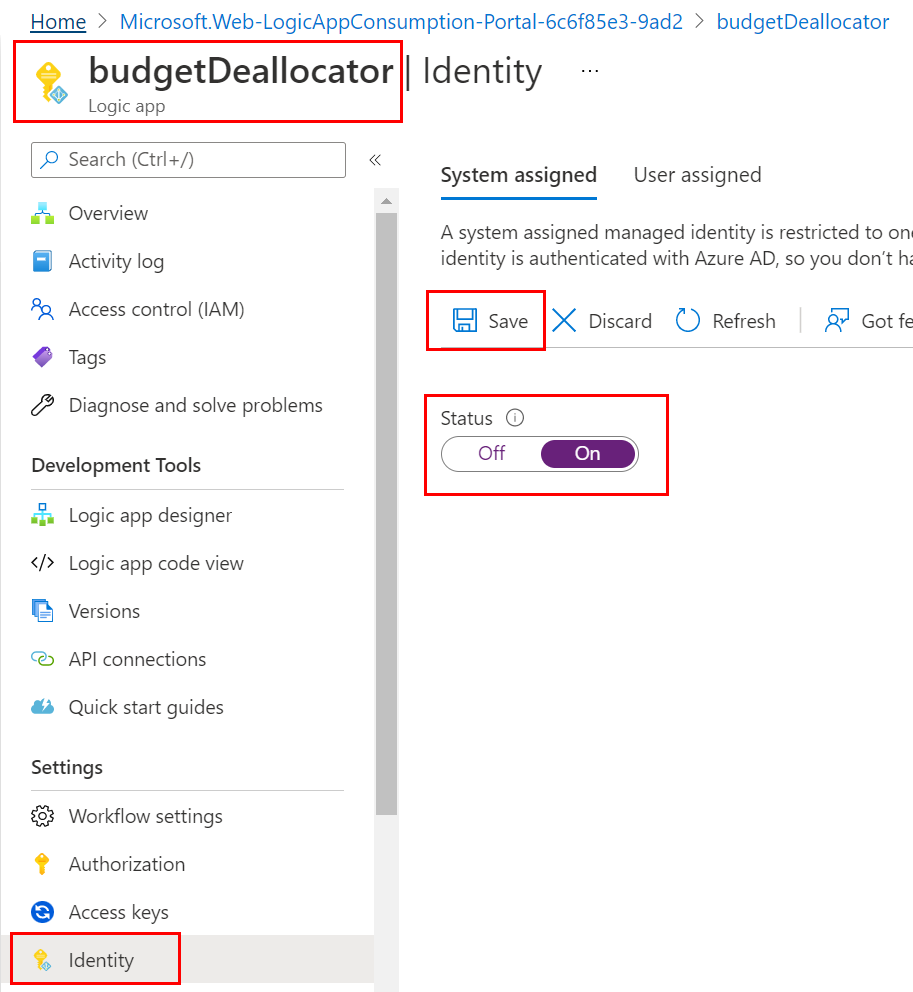 Home > Microsoft.Web-LogicAppConsumption-Portal-6c6f85e3-9ad2 > budgetDeallocator
budgetDeallocator | Identity ...
Logic app
Search (Ctrl+/) «
Overview
Activity log
Access control (IAM)
Tags
Diagnose and solve problems
Development Tools
Logic app designer
Logic app code view
Versions
API connections
Quick start guides
Settings
Workflow settings
Authorization
Access keys
Identity
System assigned User assigned
A system assigned managed identity is restricted to one
identity is authenticated with Azure AD, so you don't ha
Save Discard Refresh | Got fe
Status
Off On